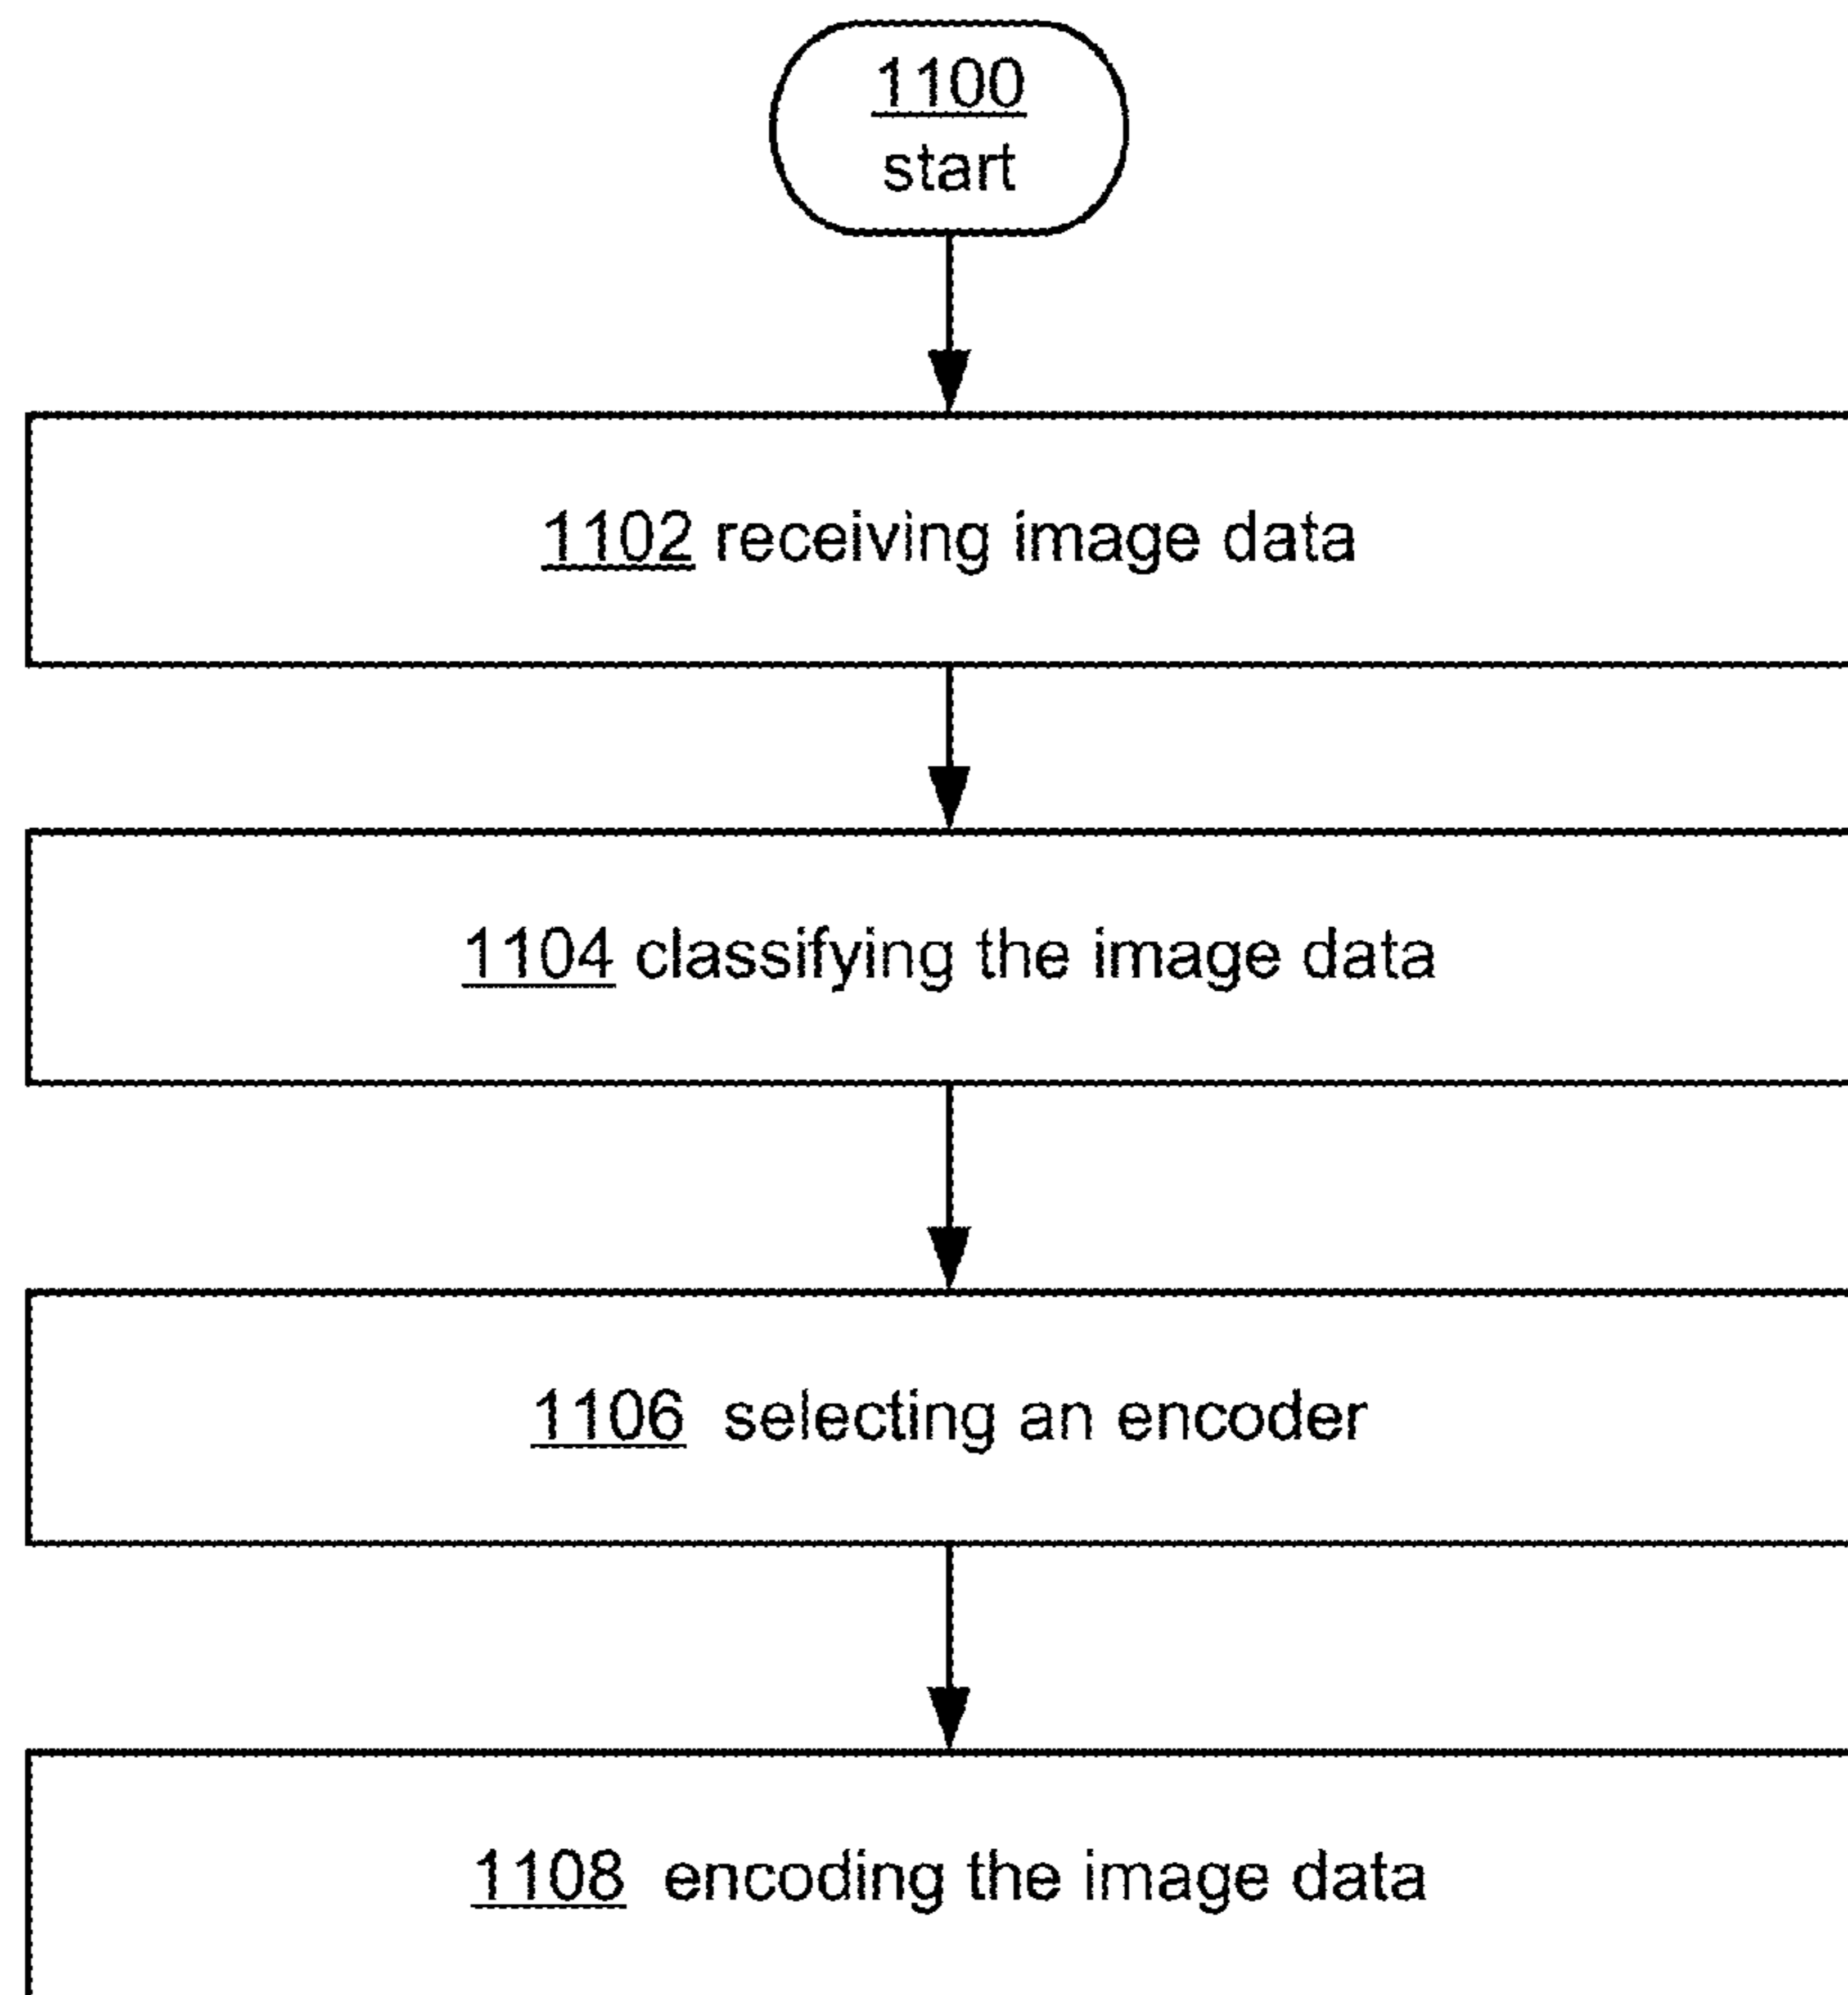 1100
start
1102 receiving image data
1104 classifying the image data
1106 selecting an encoder
1108 encoding the image data